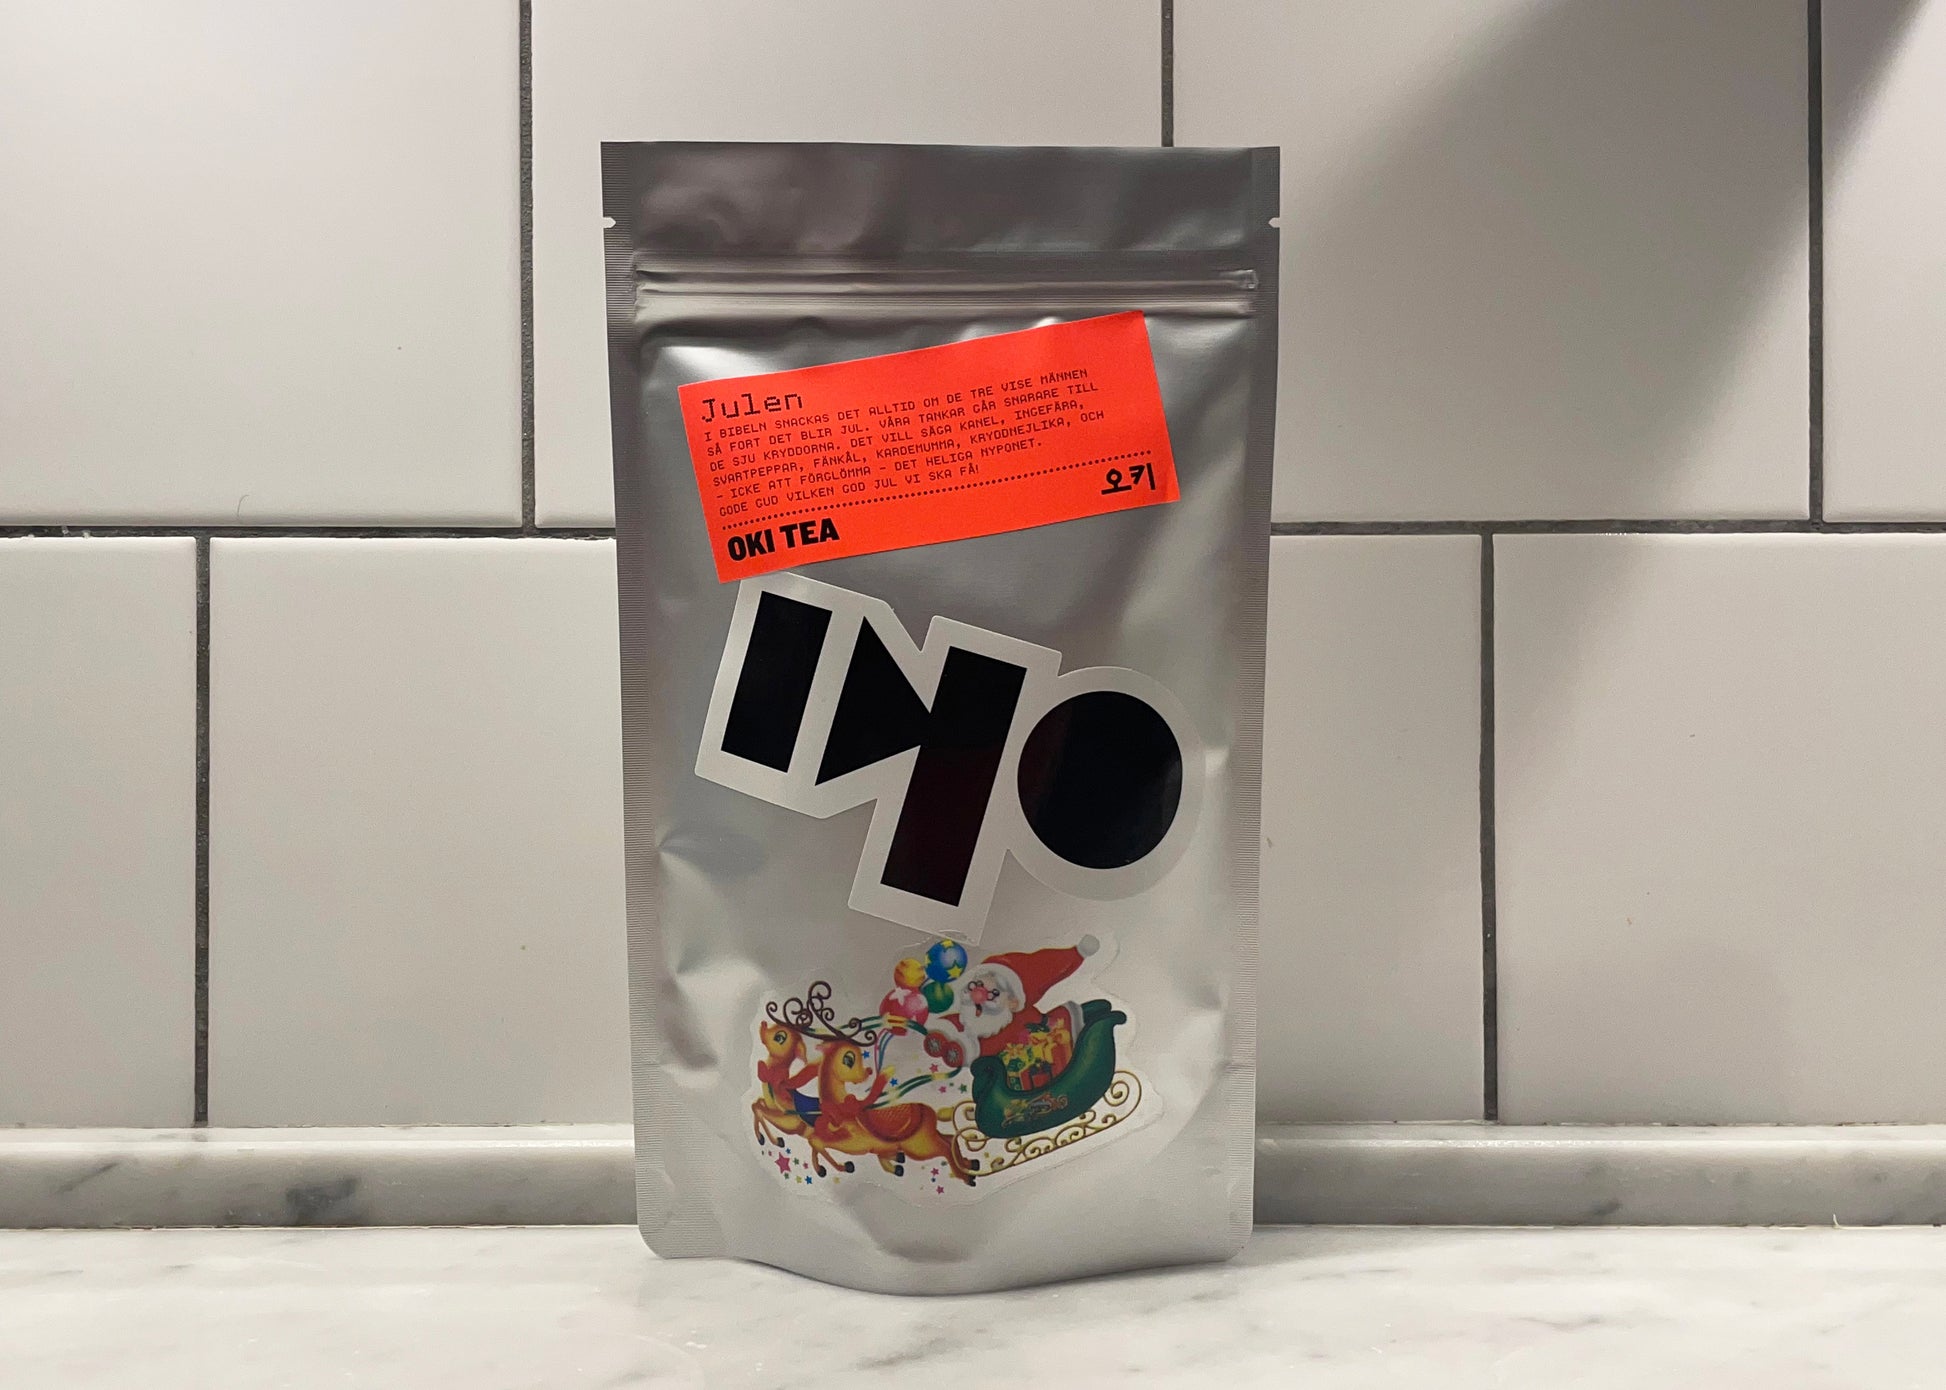 Julen
I BIBELN SNACKAS DET ALLTID OM DE TRE VISE MÄNNEN
SÅ FORT DET BLIR JUL. VÅRA TANKAR GÅR SNARARE TILL
DE SJU KRYDDORNA. DET VILL SÄGA KANEL, INGEFÄRA,
SVARTPEPPAR, FÄNKÅL, KARDEMUMMA, KRYDDNEJLIKA, OCH
- ICKE ATT FÖRGLÖMMA - DET HELIGA NYPONET.
GODE GUD VILKEN GOD JUL VI SKA FÅ!
오키
OKI TEA